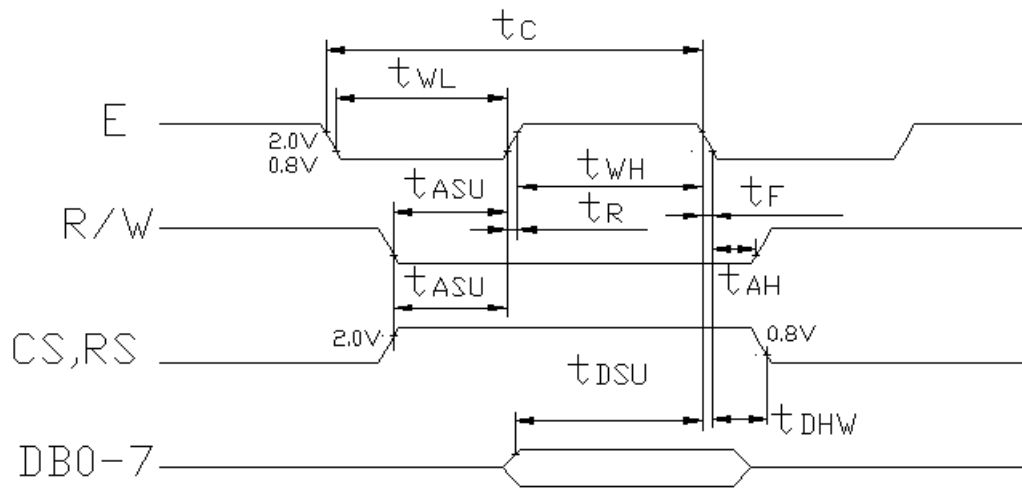 tC
tWL
E
2.0V
0.8V
tWH
tASU
tR
tF
R/W
tASU
tAH
2.0V
0.8V
CS,RS
tDSU
tDHW
DB0-7